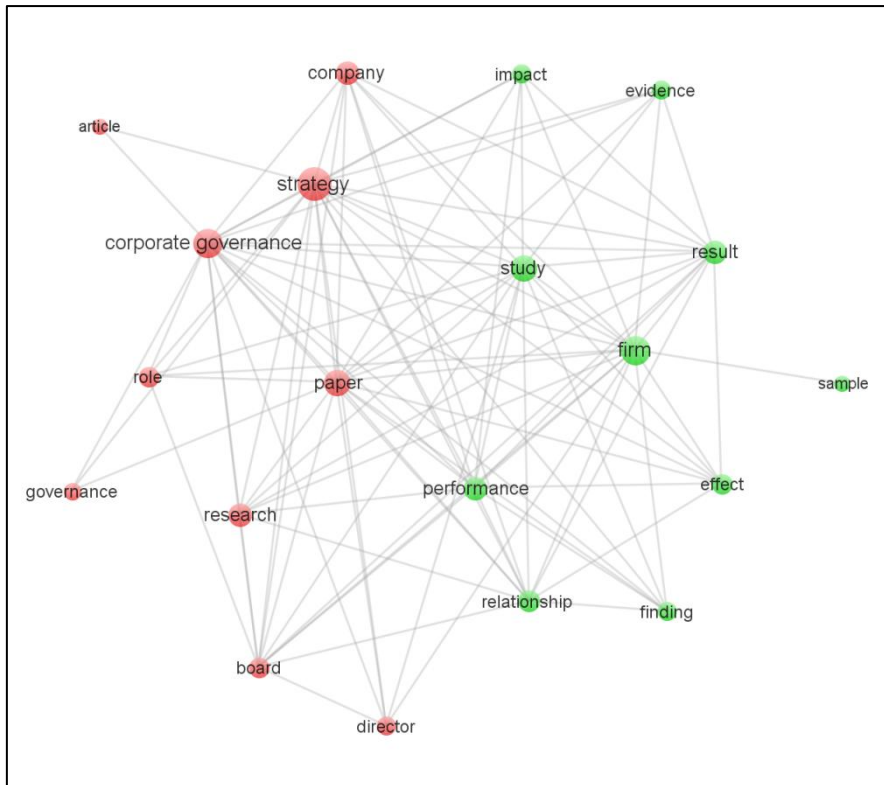 company
impact
evidence
article
strategy
corporate governance
result
study
firm
role
paper
sample
governance
performance
effect
research
relationship
finding
board
director